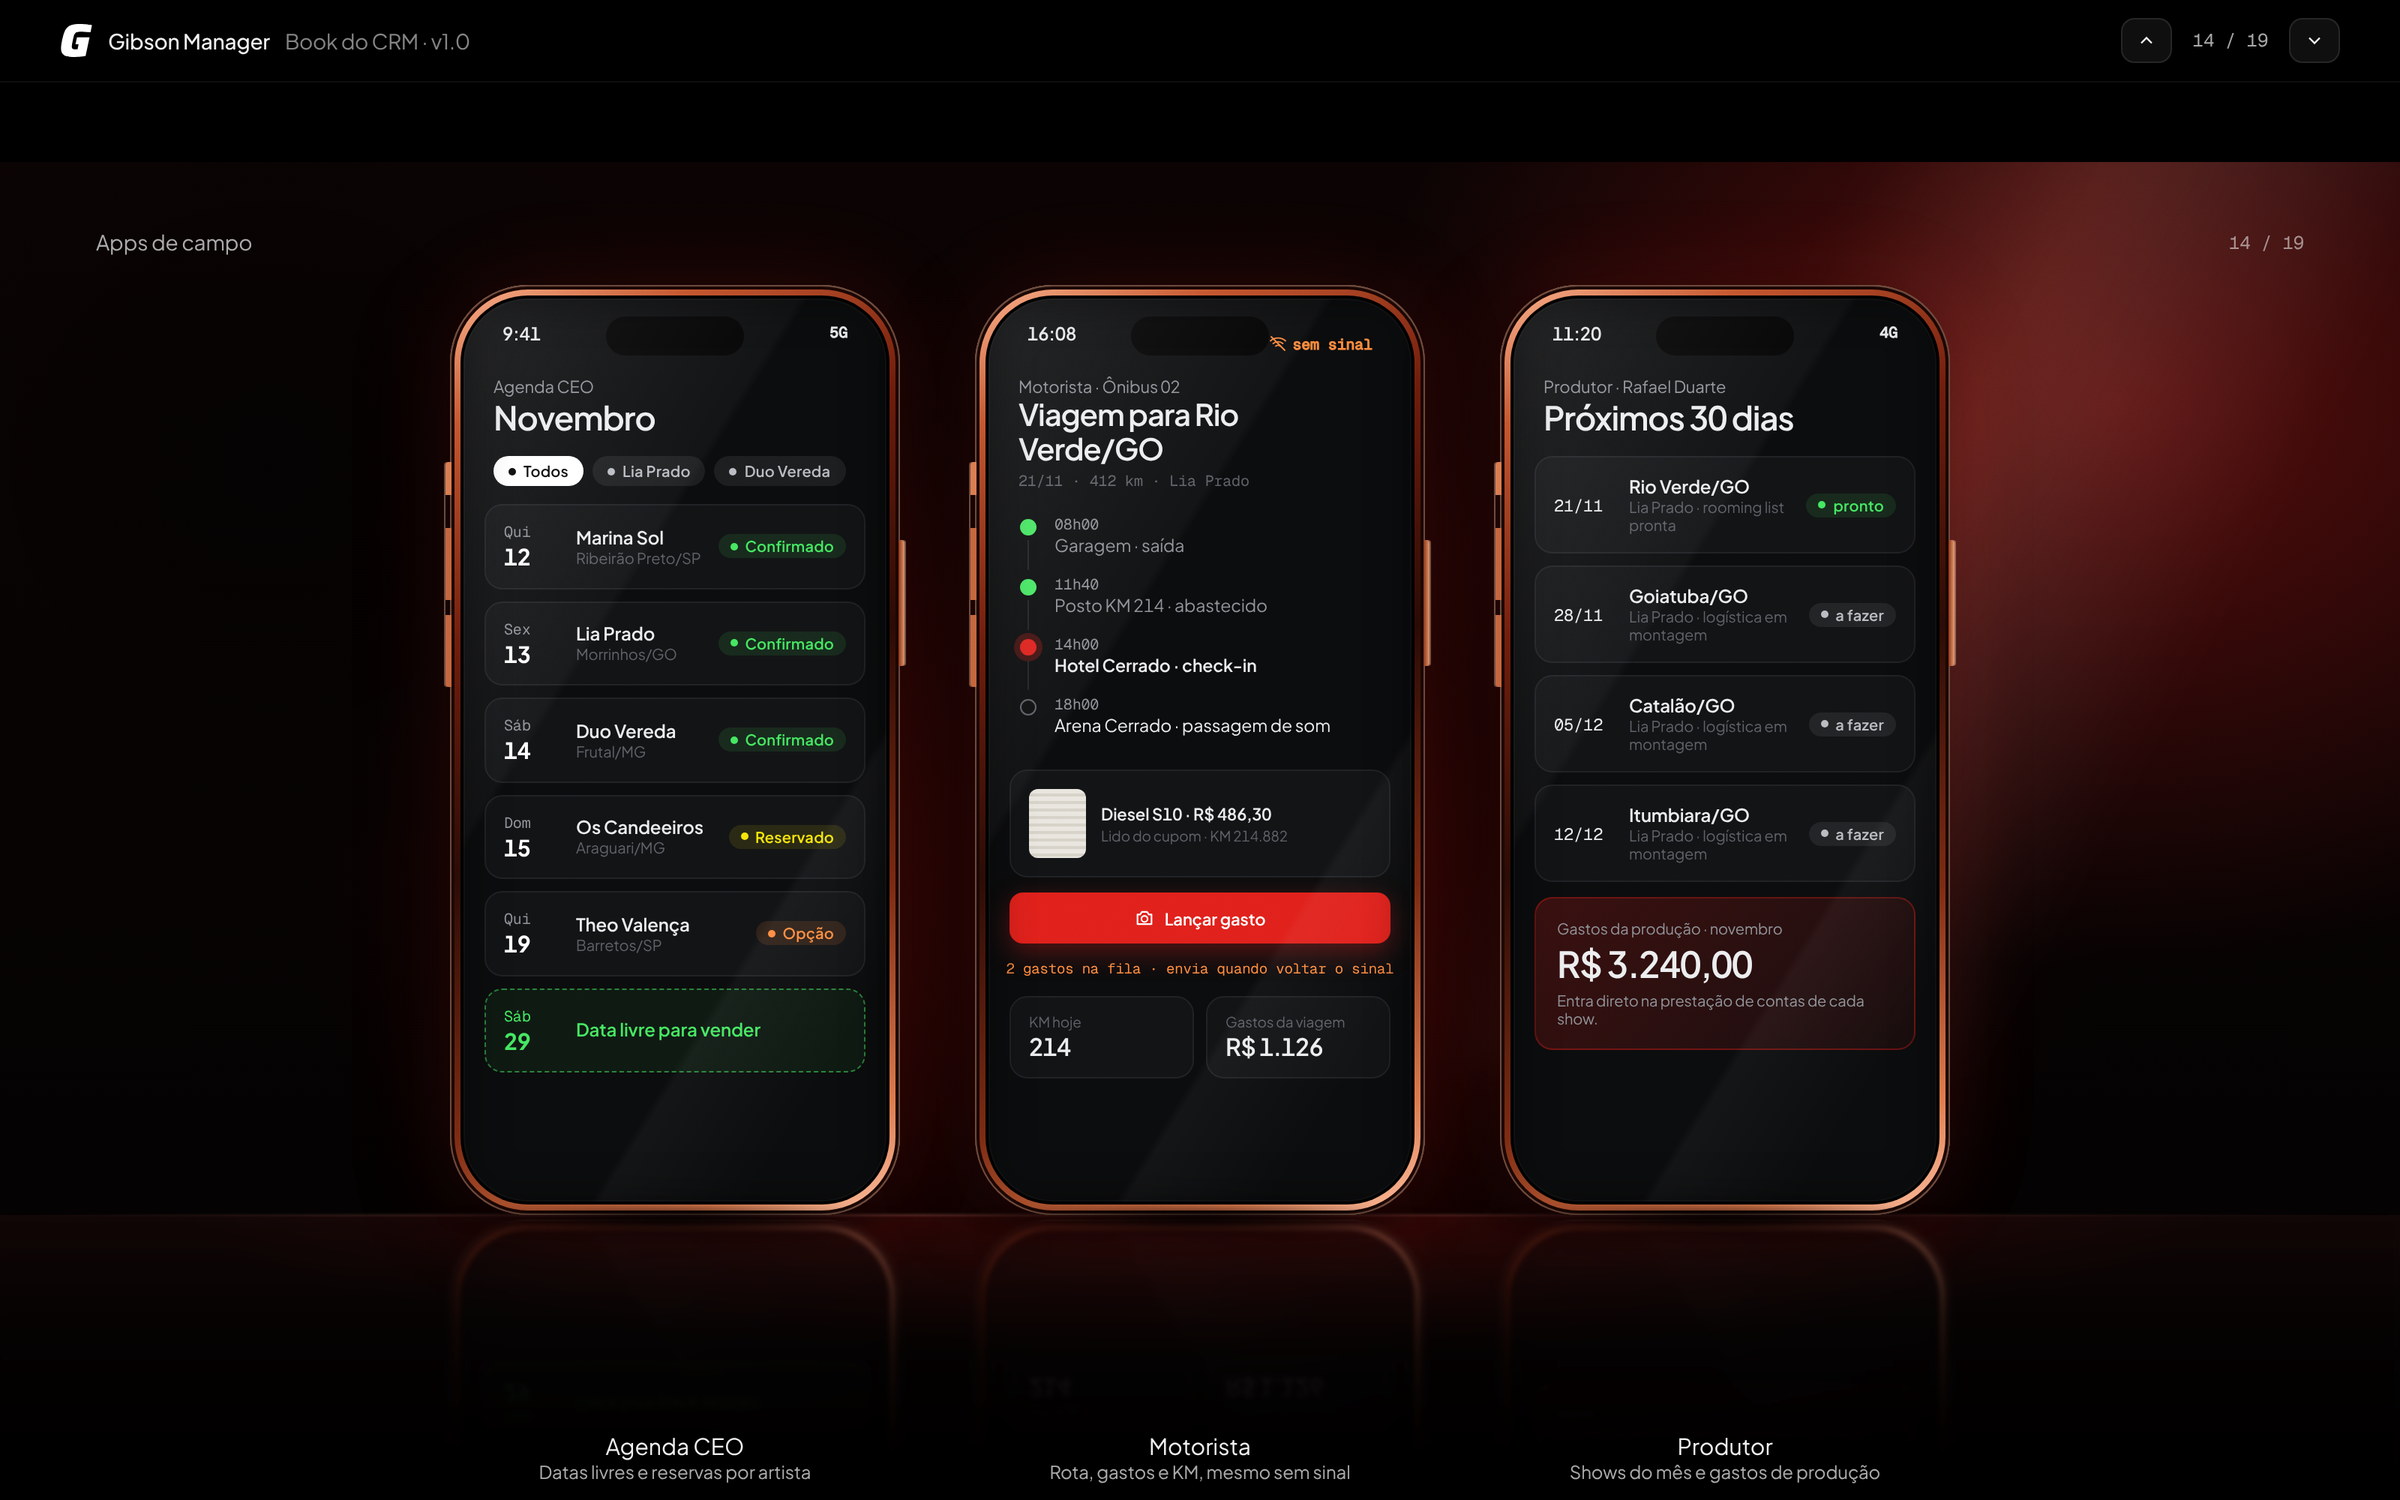 G Gibson Manager Book do CRM · v1.0
14 / 19
Apps de campo
14 / 19
9:41
5G
Agenda CEO
Novembro
Todos
Lia Prado
Duo Vereda
Qui
12
Marina Sol
Ribeirão Preto/SP
Confirmado
Sex
13
Lia Prado
Morrinhos/GO
Confirmado
Sáb
14
Duo Vereda
Frutal/MG
Confirmado
Dom
15
Os Candeeiros
Araguari/MG
Reservado
Qui
19
Theo Valença
Barretos/SP
Opção
Sáb
29
Data livre para vender
16:08
sem sinal
Motorista · Ônibus 02
Viagem para Rio
Verde/GO
21/11 · 412 km · Lia Prado
08h00
Garagem · saída
11h40
Posto KM 214 · abastecido
14h00
Hotel Cerrado · check-in
18h00
Arena Cerrado · passagem de som
Diesel S10 · R$ 486,30
Lido do cupom · KM 214.882
Lançar gasto
2 gastos na fila · envia quando voltar o sinal
KM hoje
214
Gastos da viagem
R$ 1.126
11:20
4G
Produtor · Rafael Duarte
Próximos 30 dias
21/11
Rio Verde/GO
Lia Prado · rooming list
pronta
pronto
28/11
Goiatuba/GO
Lia Prado · logística em
montagem
a fazer
05/12
Catalão/GO
Lia Prado · logística em
montagem
a fazer
12/12
Itumbiara/GO
Lia Prado · logística em
montagem
a fazer
Gastos da produção · novembro
R$ 3.240,00
Entra direto na prestação de contas de cada
show.
Agenda CEO
Datas livres e reservas por artista
Motorista
Rota, gastos e KM, mesmo sem sinal
Produtor
Shows do mês e gastos de produção